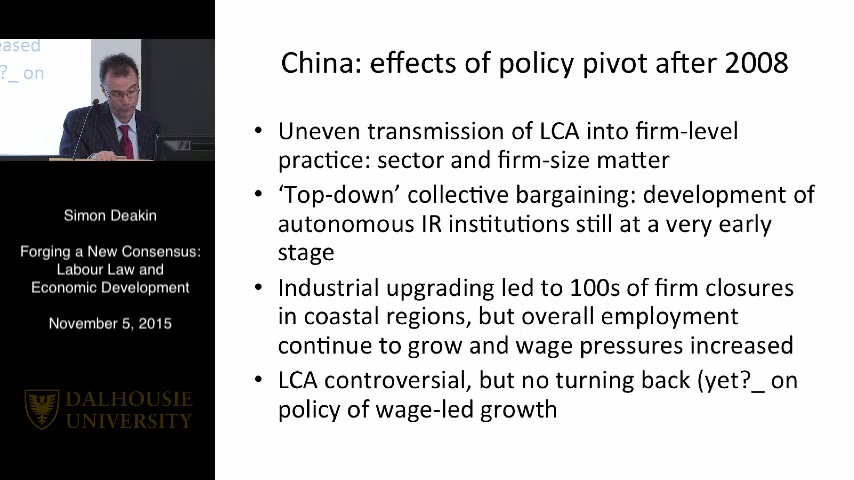 eased
?_ on
Simon Deakin
Forging a New Consensus:
Labour Law and
Economic Development
November 5, 2015
DALHOUSIE
UNIVERSITY
China: effects of policy pivot after 2008
• Uneven transmission of LCA into firm-level
practice: sector and firm-size matter
• ‘Top-down’ collective bargaining: development of
autonomous IR institutions still at a very early
stage
• Industrial upgrading led to 100s of firm closures
in coastal regions, but overall employment
continue to grow and wage pressures increased
• LCA controversial, but no turning back (yet?_ on
policy of wage-led growth